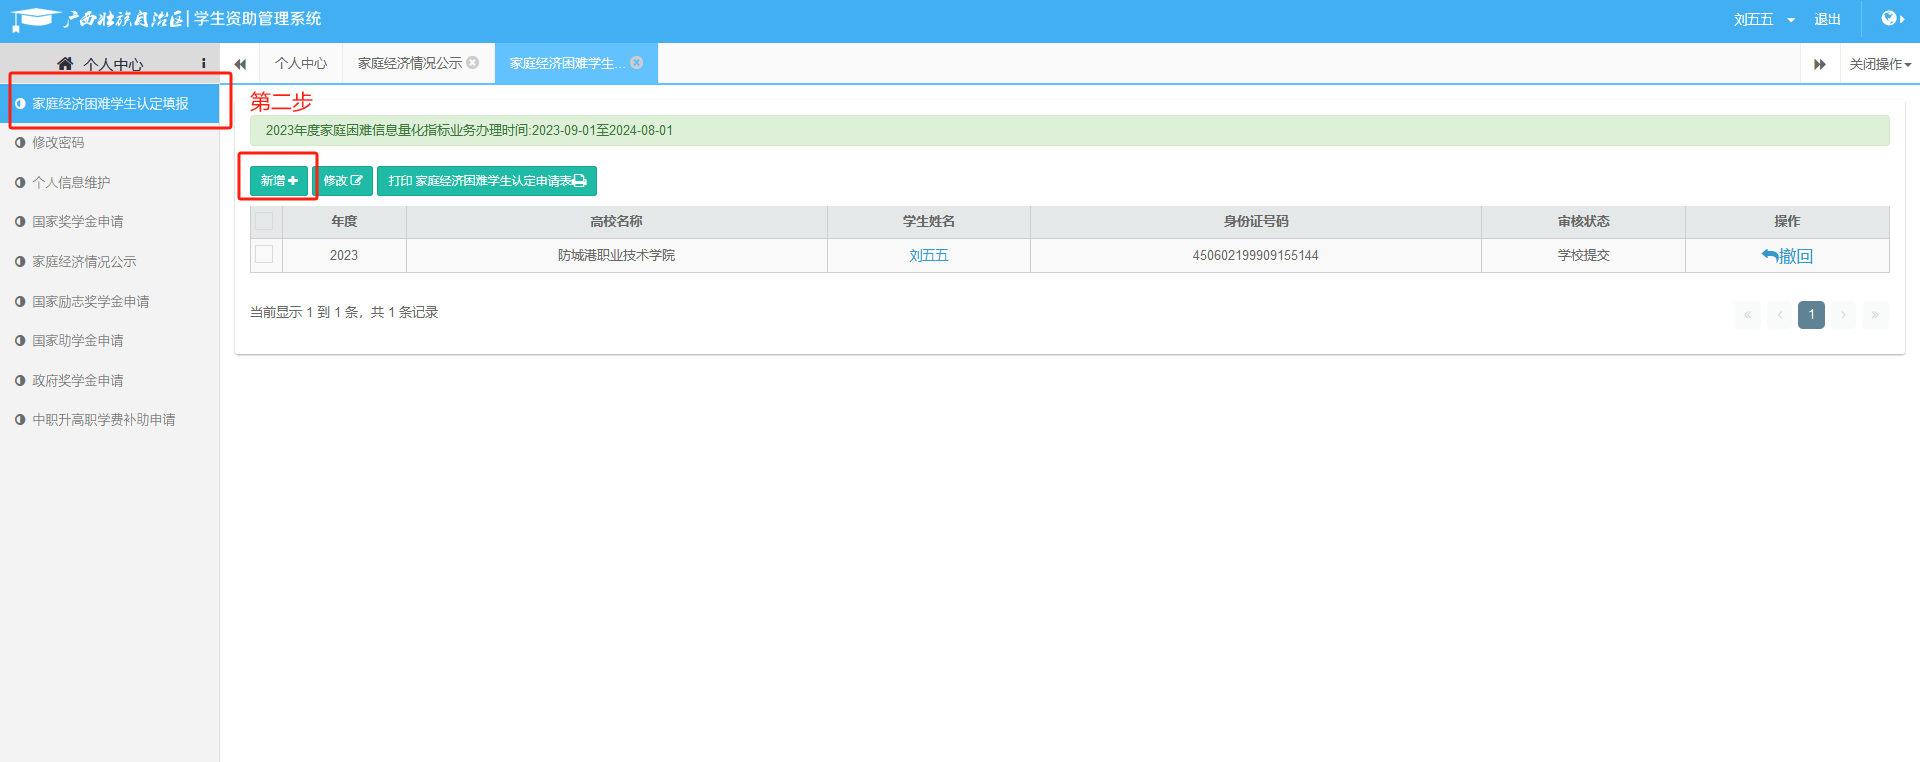 广西壮族自治区|学生资助管理系统
刘五五 退出
个人中心
个人中心 家庭经济情况公示 家庭经济困难学生... 关闭操作
家庭经济困难学生认定填报
修改密码
个人信息维护
国家奖学金申请
家庭经济情况公示
国家励志奖学金申请
国家助学金申请
政府奖学金申请
中职升高职学费补助申请
第二步
2023年度家庭困难信息量化指标业务办理时间:2023-09-01至2024-08-01
新增 修改 打印 家庭经济困难学生认定申请表
年度 高校名称 学生姓名 身份证号码 审核状态 操作
2023 防城港职业技术学院 刘五五 450602199909155144 学校提交 撤回
当前显示 1 到 1 条，共 1 条记录
« ‹ 1 › »